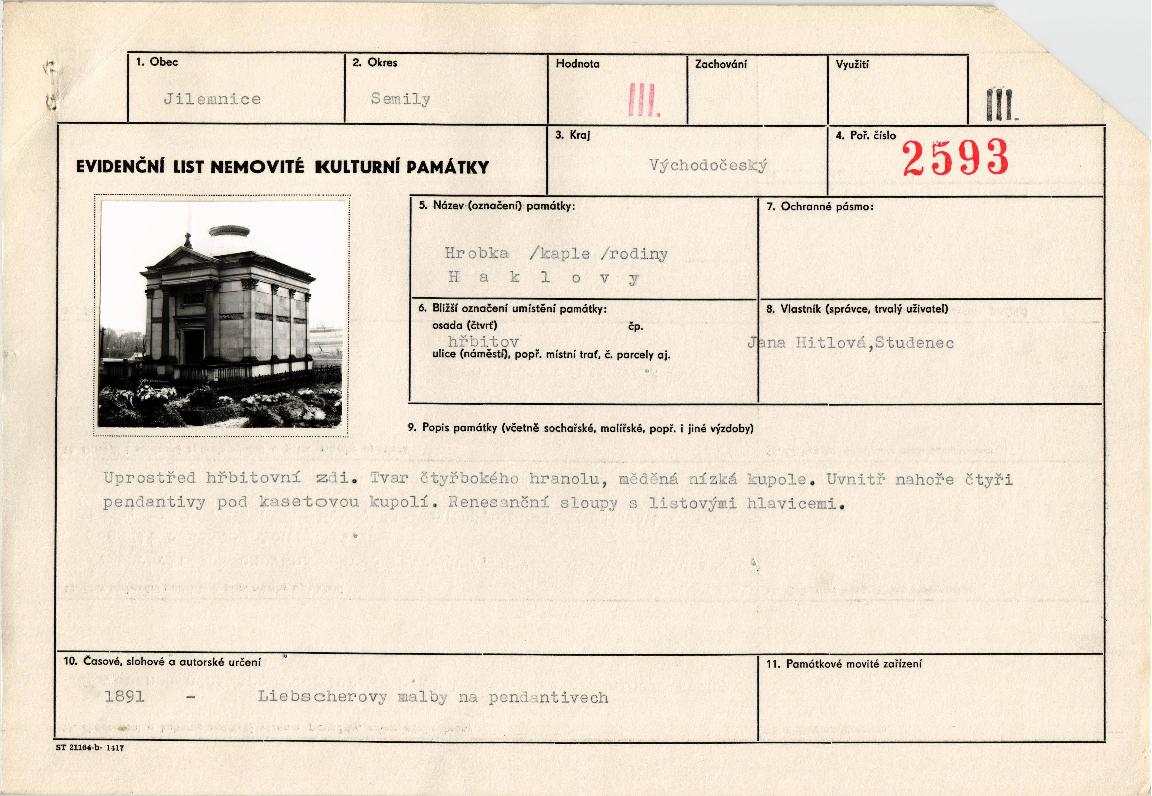 1. Obec
Jilemnice
2. Okres
Semily
Hodnota
III.
Zachování
Využití
III.
EVIDENČNÍ LIST NEMOVITÉ KULTURNÍ PAMÁTKY
3. Kraj
Východočeský
4. Poř. číslo
2593
5. Název (označení) památky:
Hrobka /kaple /rodiny
H a k l o v y
7. Ochranné pásmo:
6. Bližší označení umístění památky:
osada (čtvrť) čp.
hřbitov
ulice (náměstí), popř. místní trať, č. parcely aj.
8. Vlastník (správce, trvalý uživatel)
Jana Hitlová,Studenec
9. Popis památky (včetně sochařské, malířské, popř. i jiné výzdoby)
Uprostřed hřbitovní zdi. Tvar čtyřbokého hranolu, měděná nízká kupole. Uvnitř nahoře čtyři
pendantivy pod kasetovou kupolí. Renesanční sloupy s listovými hlavicemi.
10. Časové, slohové a autorské určení
1891 - Liebscherovy malby na pendantivech
11. Památkové movité zařízení
ST 21164-b- 1417